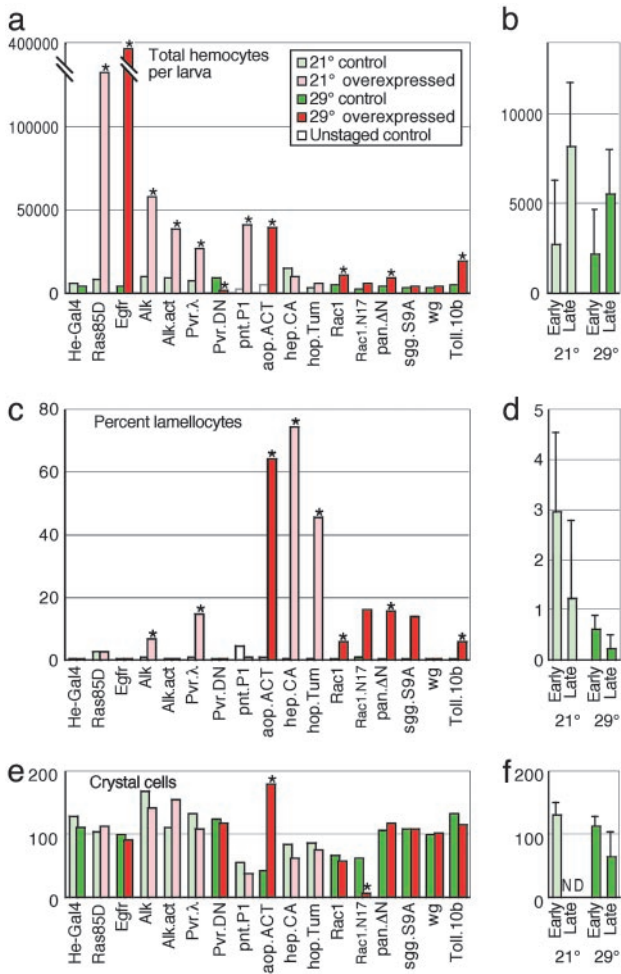 a
400000
100000
50000
0
Total hemocytes
per larva
21° control
21° overexpressed
29° control
29° overexpressed
Unstaged control
* * * * * * * * * * *
He-Gal4
Ras85D
Egfr
Alk
Alk.act
Pvr.λ
Pvr.DN
pnt.P1
aop.ACT
hep.CA
hop.Tum
Rac1
Rac1.N17
pan.ΔN
sgg.S9A
wg
Toll.10b
b
10000
5000
0
Early
Late
Early
Late
21° 29°
c
80
60
40
20
0
Percent lamellocytes
* * * * * * * *
He-Gal4
Ras85D
Egfr
Alk
Alk.act
Pvr.λ
Pvr.DN
pnt.P1
aop.ACT
hep.CA
hop.Tum
Rac1
Rac1.N17
pan.ΔN
sgg.S9A
wg
Toll.10b
d
5
4
3
2
1
0
Early
Late
Early
Late
21° 29°
e
200
100
0
Crystal cells
* *
He-Gal4
Ras85D
Egfr
Alk
Alk.act
Pvr.λ
Pvr.DN
pnt.P1
aop.ACT
hep.CA
hop.Tum
Rac1
Rac1.N17
pan.ΔN
sgg.S9A
wg
Toll.10b
f
200
100
0
ND
Early
Late
Early
Late
21° 29°